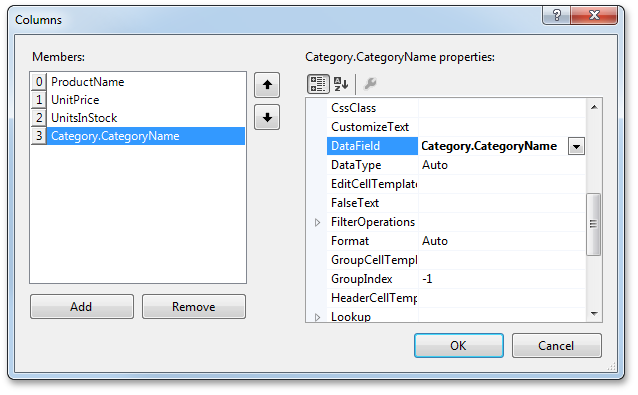 Columns
?
Members:
0 ProductName
1 UnitPrice
2 UnitsInStock
3 Category.CategoryName
Add
Remove
Category.CategoryName properties:
CssClass
CustomizeText
DataField Category.CategoryName
DataType Auto
EditCellTemplate
FalseText
FilterOperations
Format Auto
GroupCellTempl
GroupIndex -1
HeaderCellTemp
Lookup
OK
Cancel